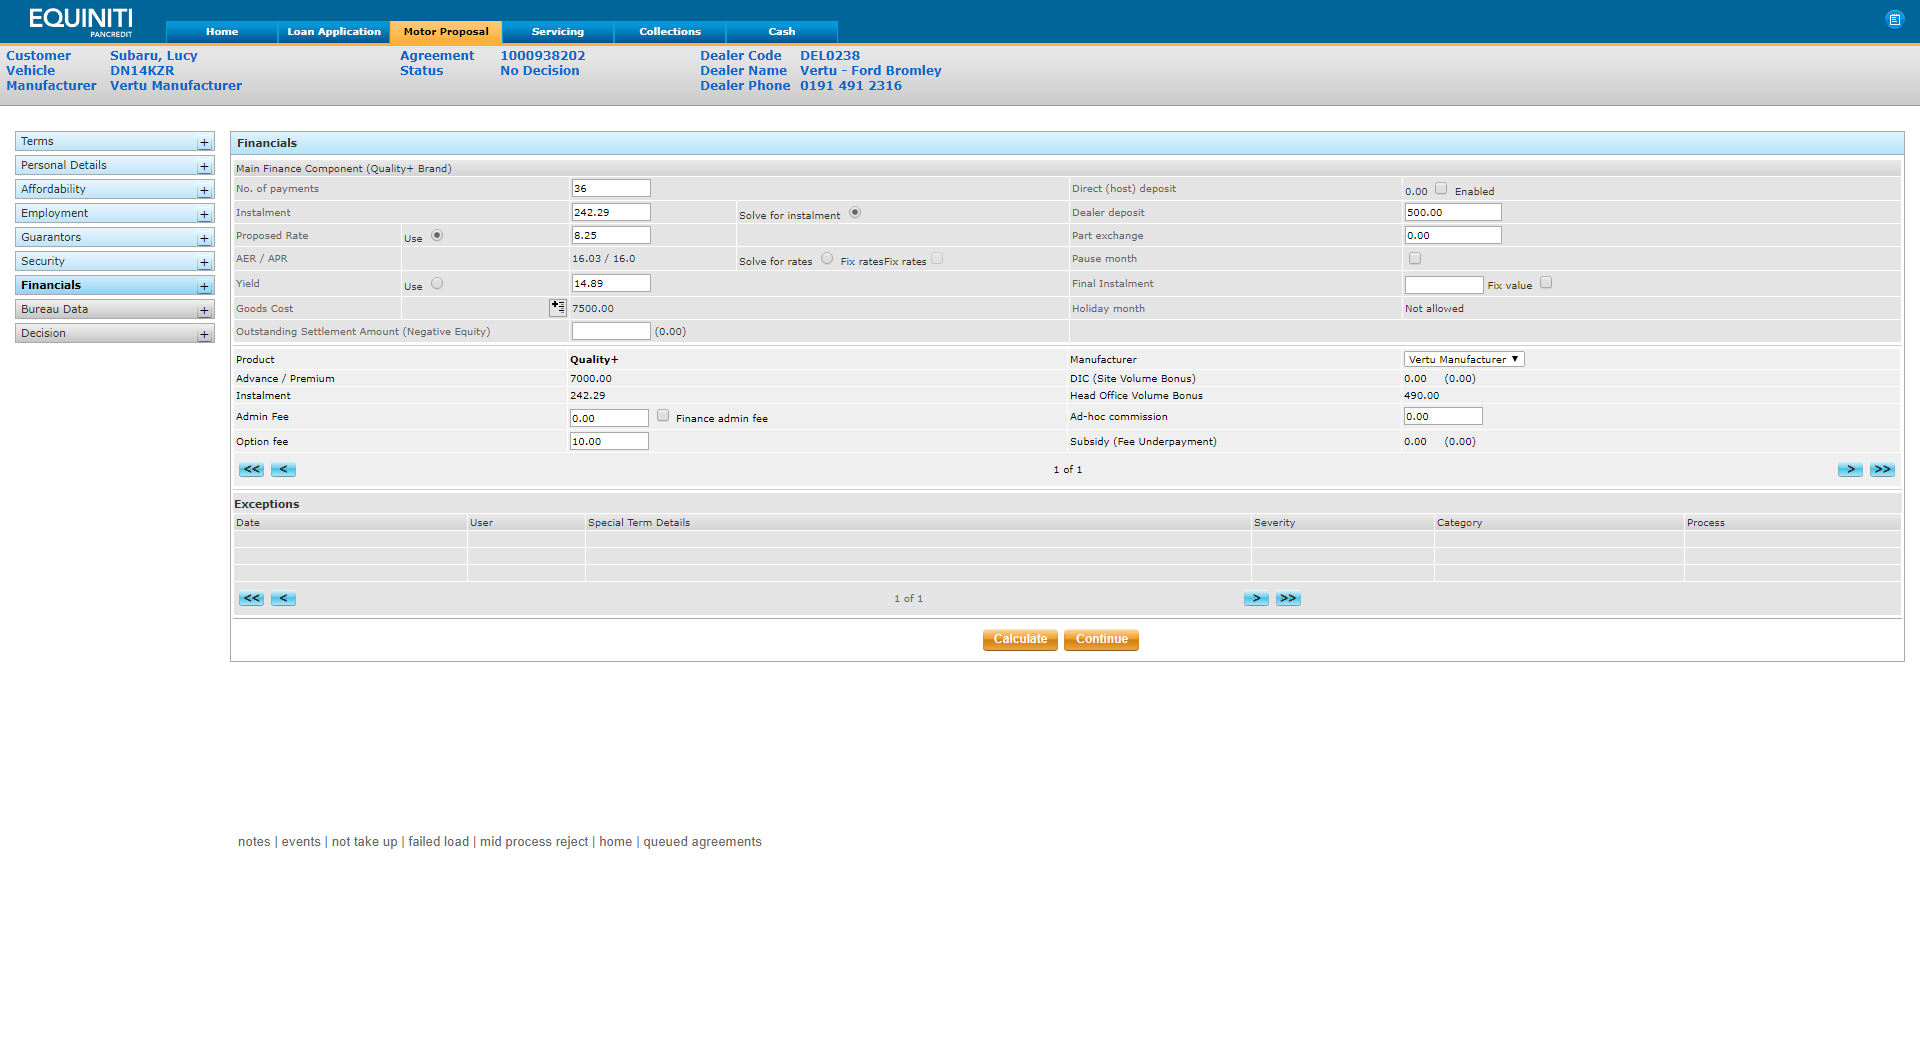 EQUINITI
PANCREDIT
Home Loan Application Motor Proposal Servicing Collections Cash
Customer Subaru, Lucy Agreement 1000938202 Dealer Code DEL0238
Vehicle DN14KZR Status No Decision Dealer Name Vertu - Ford Bromley
Manufacturer Vertu Manufacturer Dealer Phone 0191 491 2316
Terms +
Personal Details +
Affordability +
Employment +
Guarantors +
Security +
Financials +
Bureau Data +
Decision +
Financials
Main Finance Component (Quality+ Brand)
No. of payments 36 Direct (host) deposit 0.00 Enabled
Instalment 242.29 Solve for instalment Dealer deposit 500.00
Proposed Rate Use 8.25 Part exchange 0.00
AER / APR 16.03 / 16.0 Solve for rates Fix ratesFix rates Pause month
Yield Use 14.89 Final Instalment Fix value
Goods Cost 7500.00 Holiday month Not allowed
Outstanding Settlement Amount (Negative Equity) (0.00)
Product Quality+ Manufacturer Vertu Manufacturer
Advance / Premium 7000.00 DIC (Site Volume Bonus) 0.00 (0.00)
Instalment 242.29 Head Office Volume Bonus 490.00
Admin Fee 0.00 Finance admin fee Ad-hoc commission 0.00
Option fee 10.00 Subsidy (Fee Underpayment) 0.00 (0.00)
<< < 1 of 1 > >>
Exceptions
Date User Special Term Details Severity Category Process
<< < 1 of 1 > >>
Calculate Continue
notes | events | not take up | failed load | mid process reject | home | queued agreements